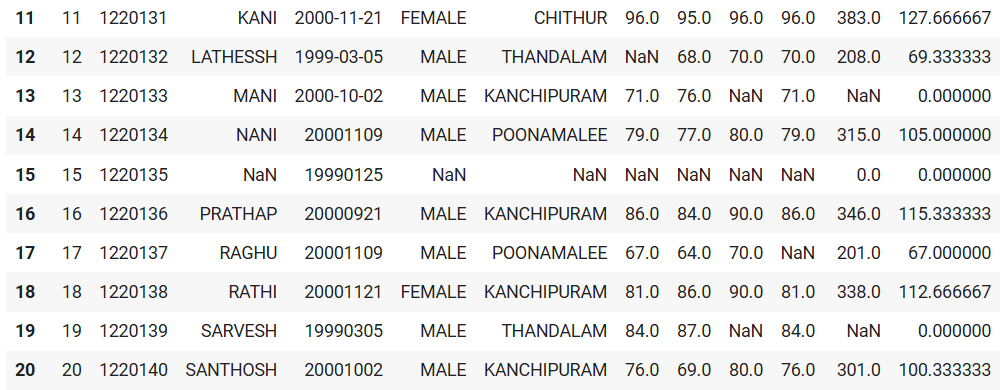 11 11 1220131 KANI 2000-11-21 FEMALE CHITHUR 96.0 95.0 96.0 96.0 383.0 127.666667
12 12 1220132 LATHESSH 1999-03-05 MALE THANDALAM NaN 68.0 70.0 70.0 208.0 69.333333
13 13 1220133 MANI 2000-10-02 MALE KANCHIPURAM 71.0 76.0 NaN 71.0 NaN 0.000000
14 14 1220134 NANI 20001109 MALE POONAMALEE 79.0 77.0 80.0 79.0 315.0 105.000000
15 15 1220135 NaN 19990125 NaN NaN NaN NaN NaN NaN 0.0 0.000000
16 16 1220136 PRATHAP 20000921 MALE KANCHIPURAM 86.0 84.0 90.0 86.0 346.0 115.333333
17 17 1220137 RAGHU 20001109 MALE POONAMALEE 67.0 64.0 70.0 NaN 201.0 67.000000
18 18 1220138 RATHI 20001121 FEMALE KANCHIPURAM 81.0 86.0 90.0 81.0 338.0 112.666667
19 19 1220139 SARVESH 19990305 MALE THANDALAM 84.0 87.0 NaN 84.0 NaN 0.000000
20 20 1220140 SANTHOSH 20001002 MALE KANCHIPURAM 76.0 69.0 80.0 76.0 301.0 100.333333